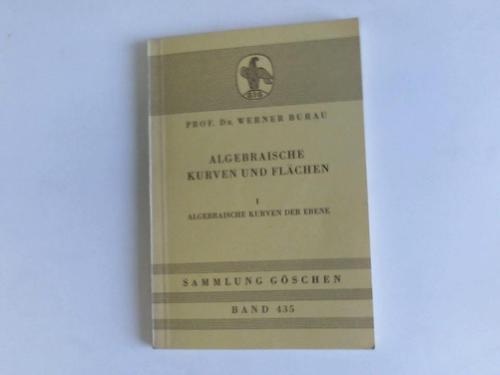 PROF. DR. WERNER BURAU
ALGEBRAISCHE
KURVEN UND FLÄCHEN
I
ALGEBRAISCHE KURVEN DER EBENE
SAMMLUNG GÖSCHEN
BAND 435